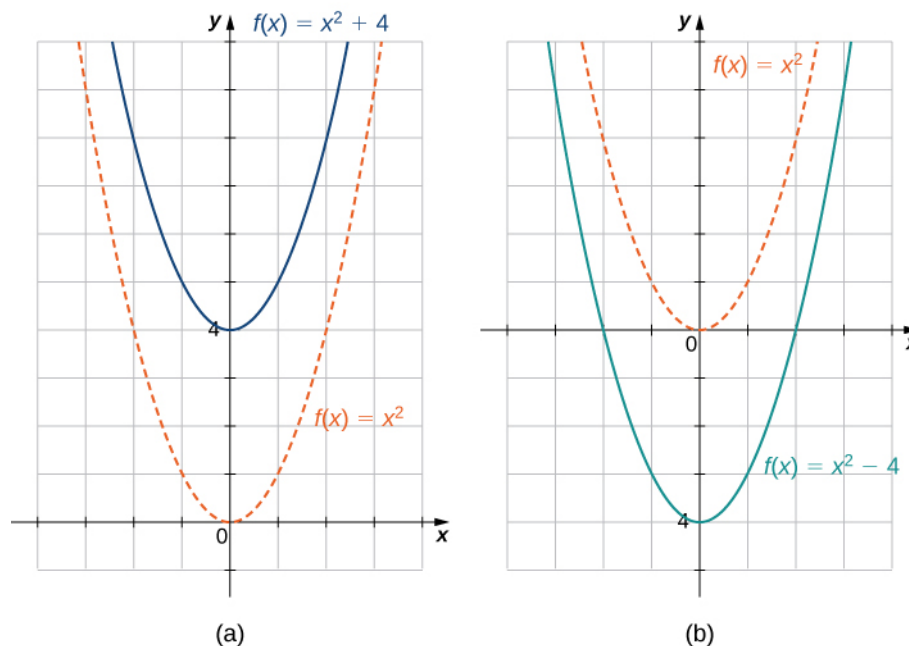 y
f(x) = x² + 4
4
f(x) = x²
0
x
(a)
y
f(x) = x²
0
x
f(x) = x² − 4
4
(b)